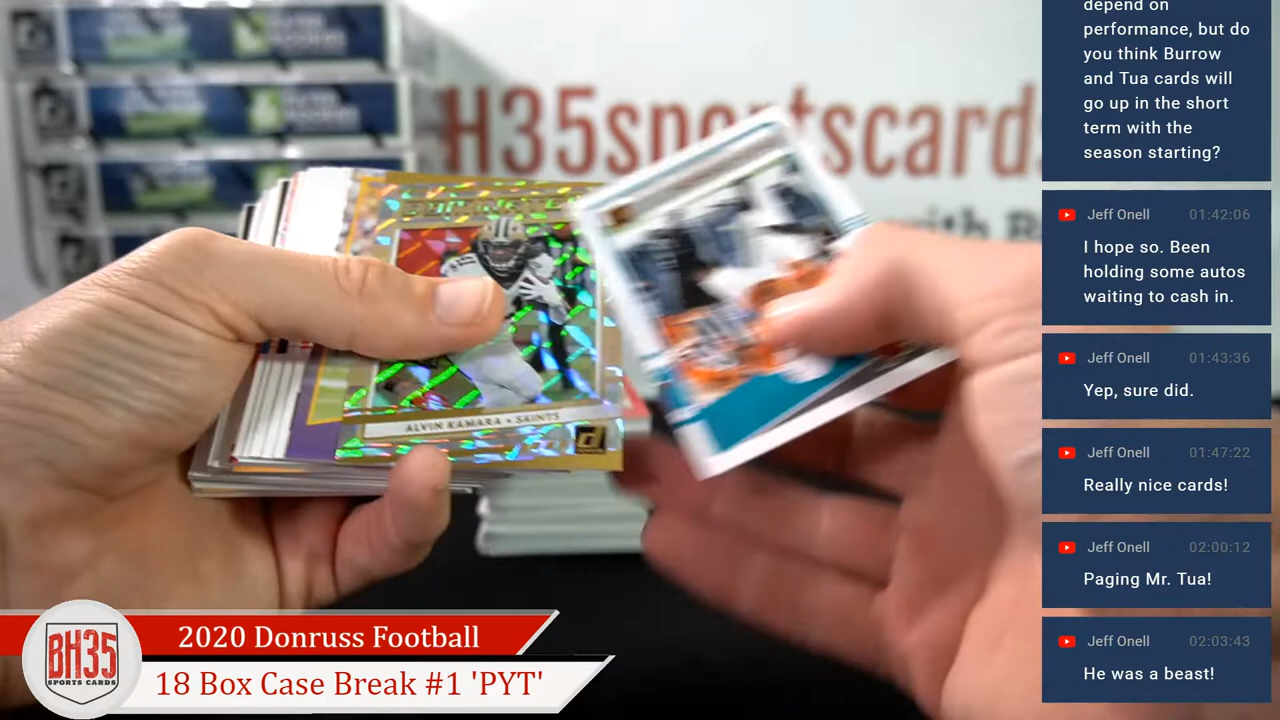 H35sportscards
with B
ALVIN KAMARA • SAINTS
depend on
performance, but do
you think Burrow
and Tua cards will
go up in the short
term with the
season starting?
Jeff Onell 01:42:06
I hope so. Been
holding some autos
waiting to cash in.
Jeff Onell 01:43:36
Yep, sure did.
Jeff Onell 01:47:22
Really nice cards!
Jeff Onell 02:00:12
Paging Mr. Tua!
Jeff Onell 02:03:43
He was a beast!
BH35
SPORTS CARDS
2020 Donruss Football
18 Box Case Break #1 'PYT'